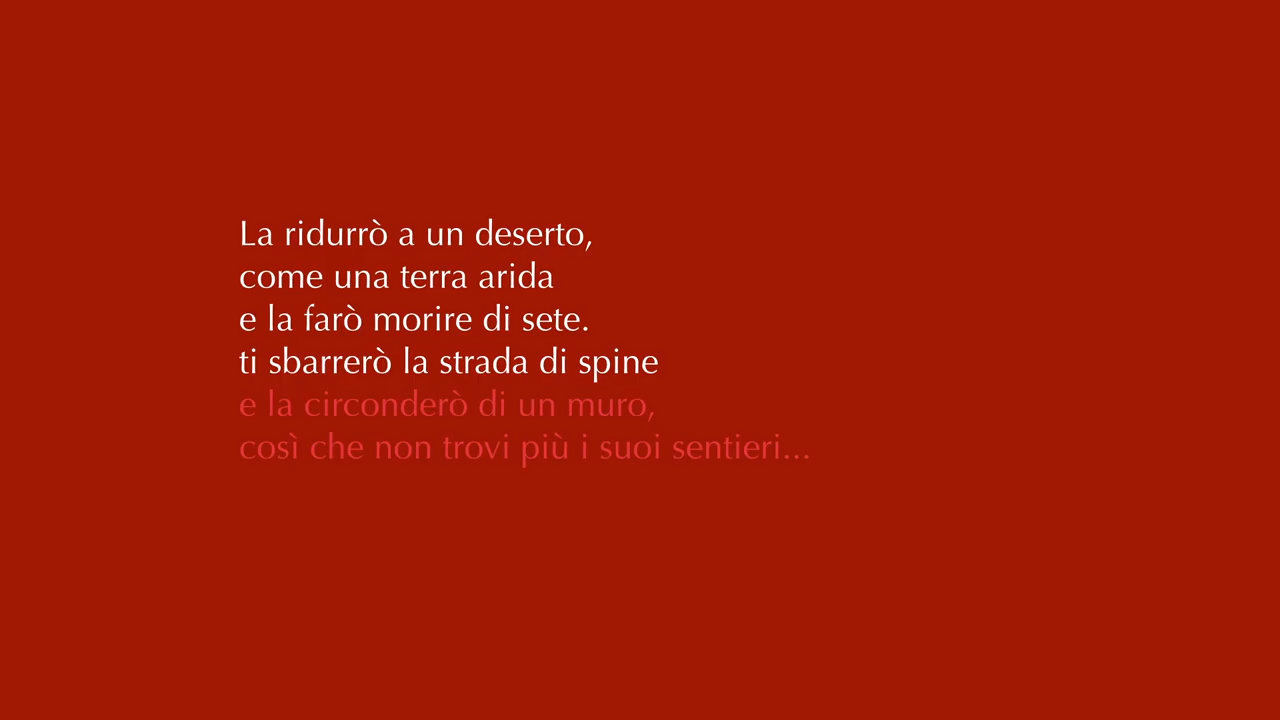 La ridurrò a un deserto,
come una terra arida
e la farò morire di sete.
ti sbarrerò la strada di spine
e la circonderò di un muro,
così che non trovi più i suoi sentieri...